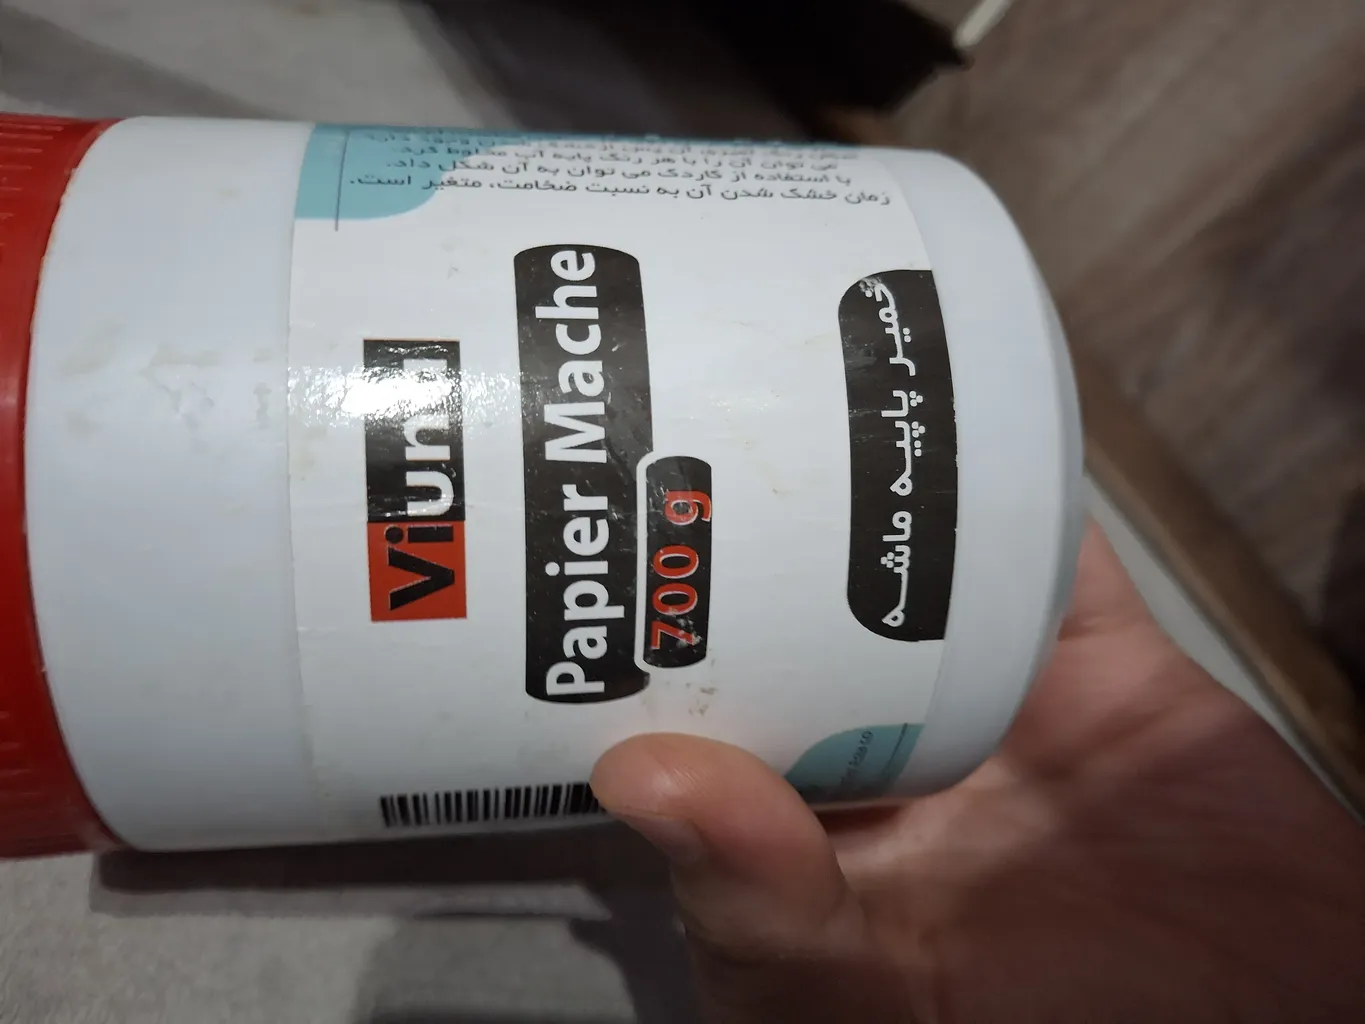 Viunni
Papier Mache
700 g
خمیر پاپیه ماشه
می توان آن را با هر رنگ پایه آب مخلوط کرد.
با استفاده از کاردک می توان به آن شکل داد.
زمان خشک شدن آن به نسبت ضخامت، متغیر است.